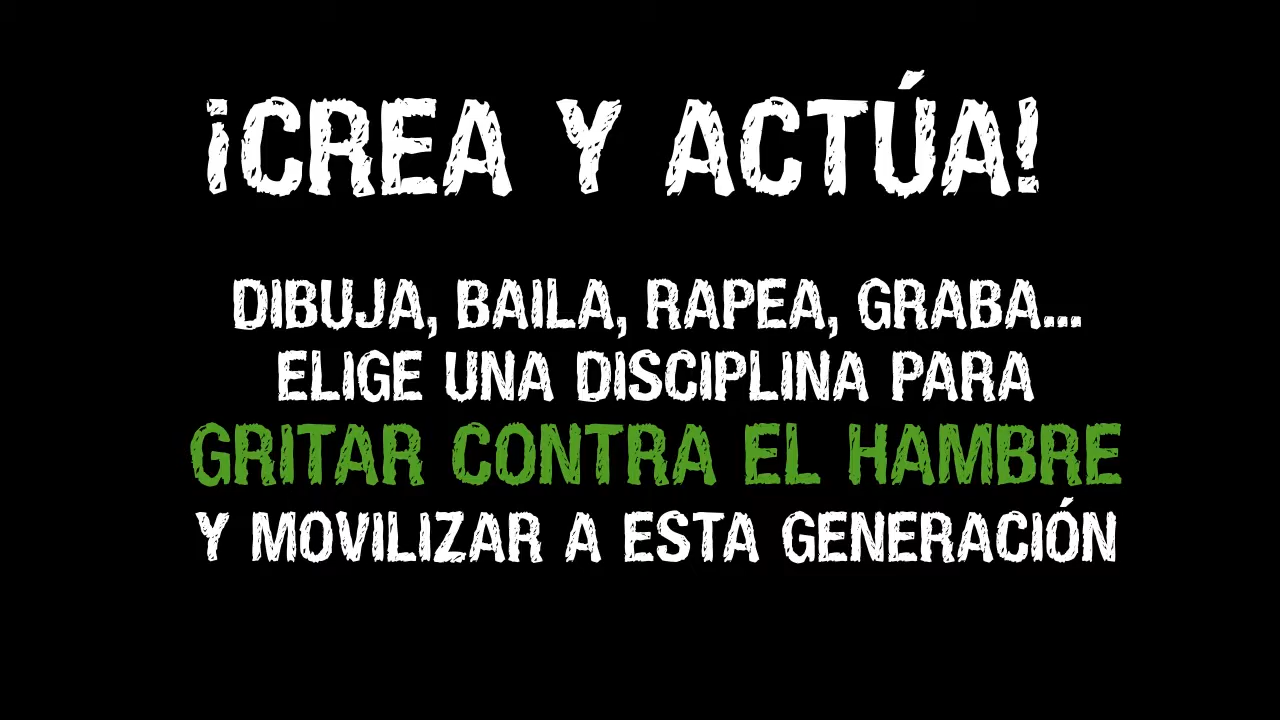 ¡CREA Y ACTÚA!
DIBUJA, BAILA, RAPEA, GRABA...
ELIGE UNA DISCIPLINA PARA
GRITAR CONTRA EL HAMBRE
Y MOVILIZAR A ESTA GENERACIÓN